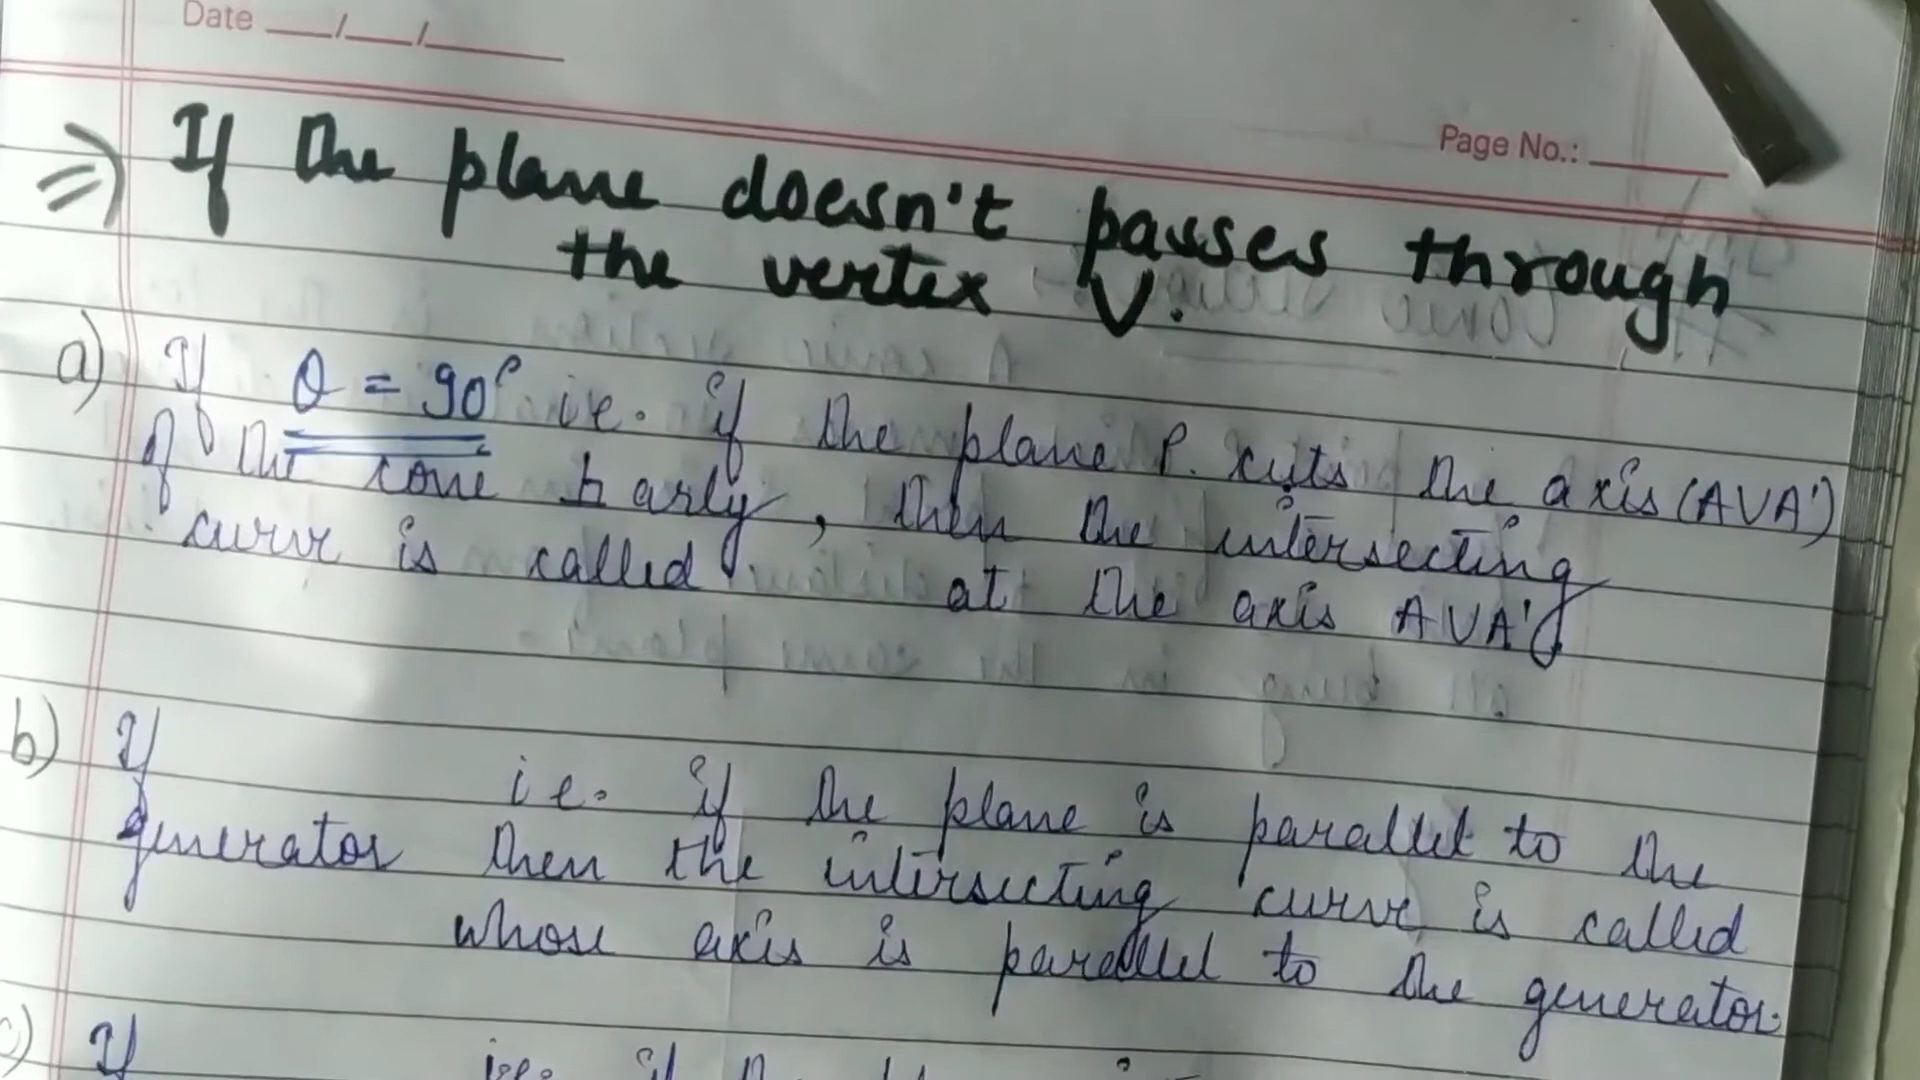 Date __/__/____
Page No.: ______
⇒) If the plane doesn't passes through
the vertex V.
a) If θ = 90° ie. if the plane P. cuts the axis (AVA')
of the cone harly, then the intersecting
curve is called at the axis AVA'
b) If i.e. if the plane is parallel to the
generator then the intersecting curve is called
whose axis is parallel to the generator.
c) If